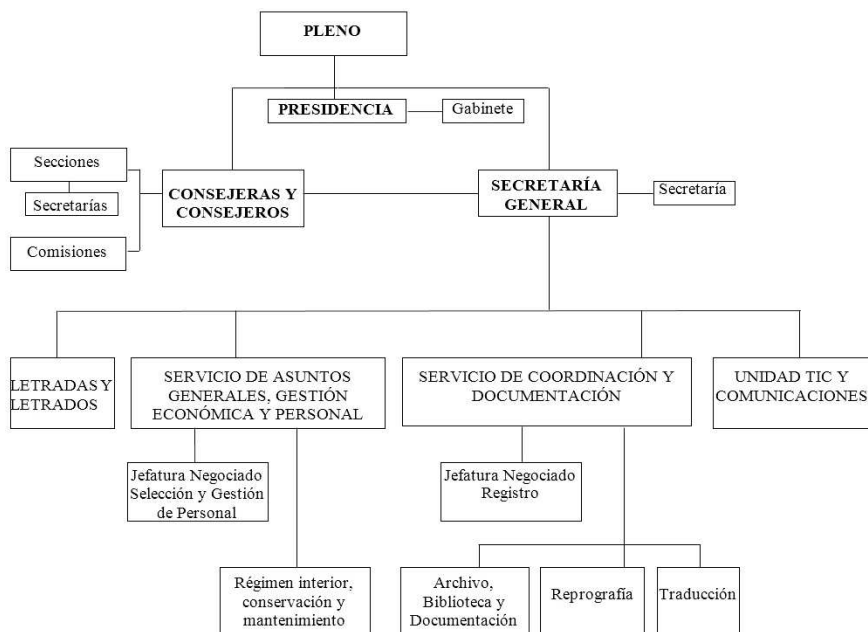 PLENO
PRESIDENCIA
Gabinete
Secciones
Secretarías
Comisiones
CONSEJERAS Y
CONSEJEROS
SECRETARÍA
GENERAL
Secretaría
LETRADAS Y
LETRADOS
SERVICIO DE ASUNTOS
GENERALES, GESTIÓN
ECONÓMICA Y PERSONAL
SERVICIO DE COORDINACIÓN Y
DOCUMENTACIÓN
UNIDAD TIC Y
COMUNICACIONES
Jefatura Negociado
Selección y Gestión
de Personal
Jefatura Negociado
Registro
Régimen interior,
conservación y
mantenimiento
Archivo,
Biblioteca y
Documentación
Reprografía
Traducción